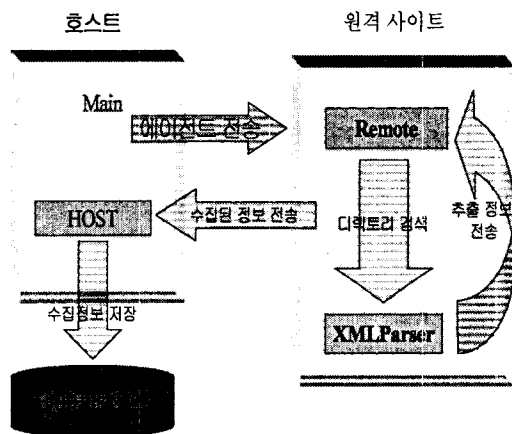 호스트
원격 사이트
Main
에이전트 전송
Remote
HOST
수집된 정보 전송
디렉토리 검색
추출 정보
전송
수집정보 저장
XMLParser